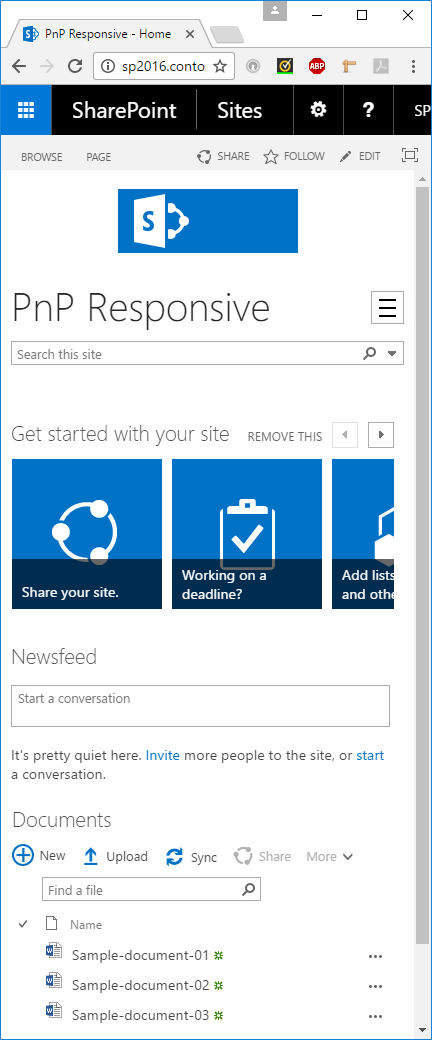 PnP Responsive - Home
sp2016.conto
ABP
SharePoint Sites ? SP
BROWSE PAGE SHARE FOLLOW EDIT
S
PnP Responsive
Search this site
Get started with your site REMOVE THIS
Share your site.
Working on a
deadline?
Add lists
and othe
Newsfeed
Start a conversation
It's pretty quiet here. Invite more people to the site, or start
a conversation.
Documents
New Upload Sync Share More
Find a file
Name
Sample-document-01
Sample-document-02
Sample-document-03